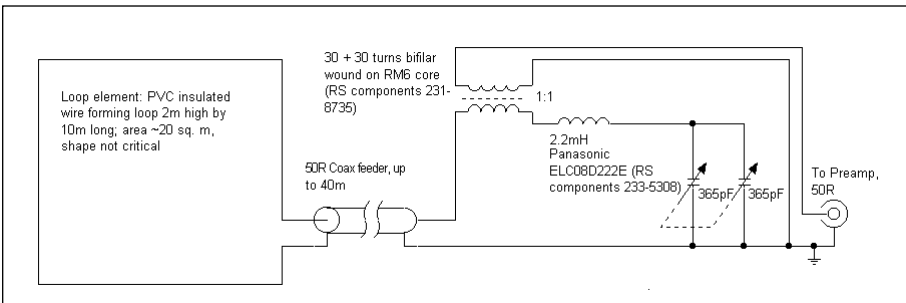 30 + 30 turns bifilar
wound on RM6 core
(RS components 231-
8735)
1:1
Loop element: PVC insulated
wire forming loop 2m high by
10m long; area ~20 sq. m,
shape not critical
50R Coax feeder, up
to 40m
2.2mH
Panasonic
ELC08D222E (RS
components 233-5308)
365pF
365pF
To Preamp,
50R